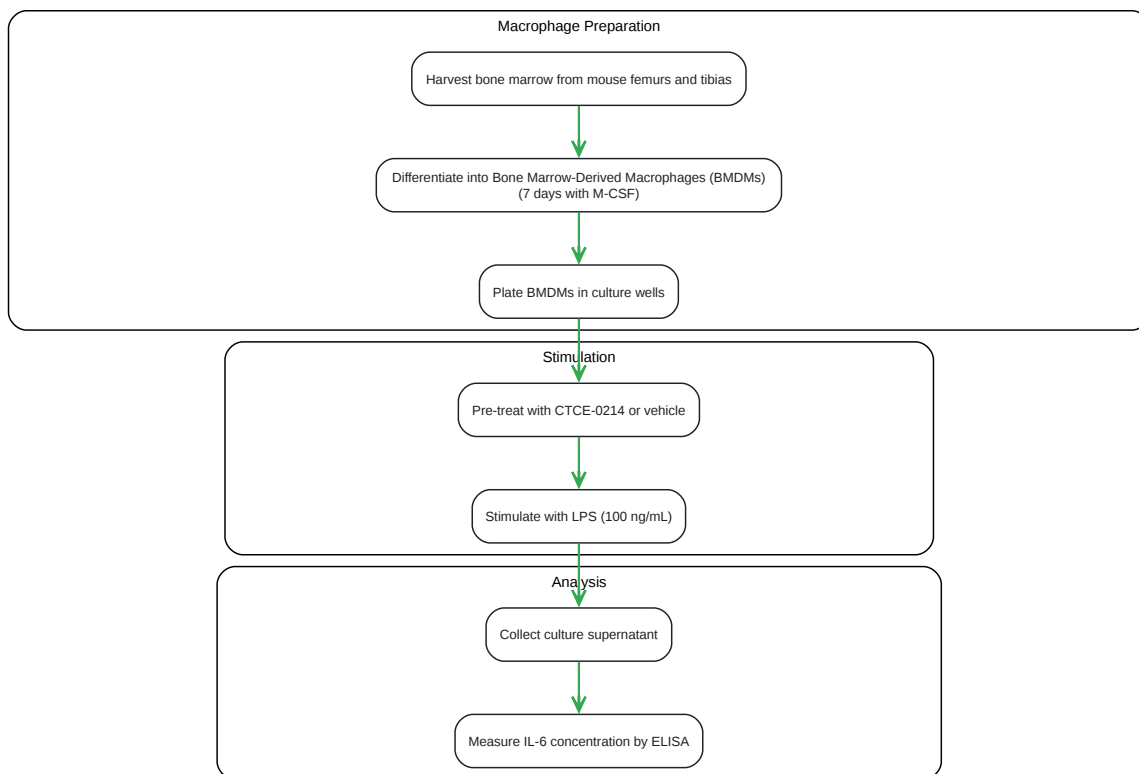 Macrophage Preparation
Harvest bone marrow from mouse femurs and tibias
Differentiate into Bone Marrow-Derived Macrophages (BMDMs)
(7 days with M-CSF)
Plate BMDMs in culture wells
Stimulation
Pre-treat with CTCE-0214 or vehicle
Stimulate with LPS (100 ng/mL)
Analysis
Collect culture supernatant
Measure IL-6 concentration by ELISA